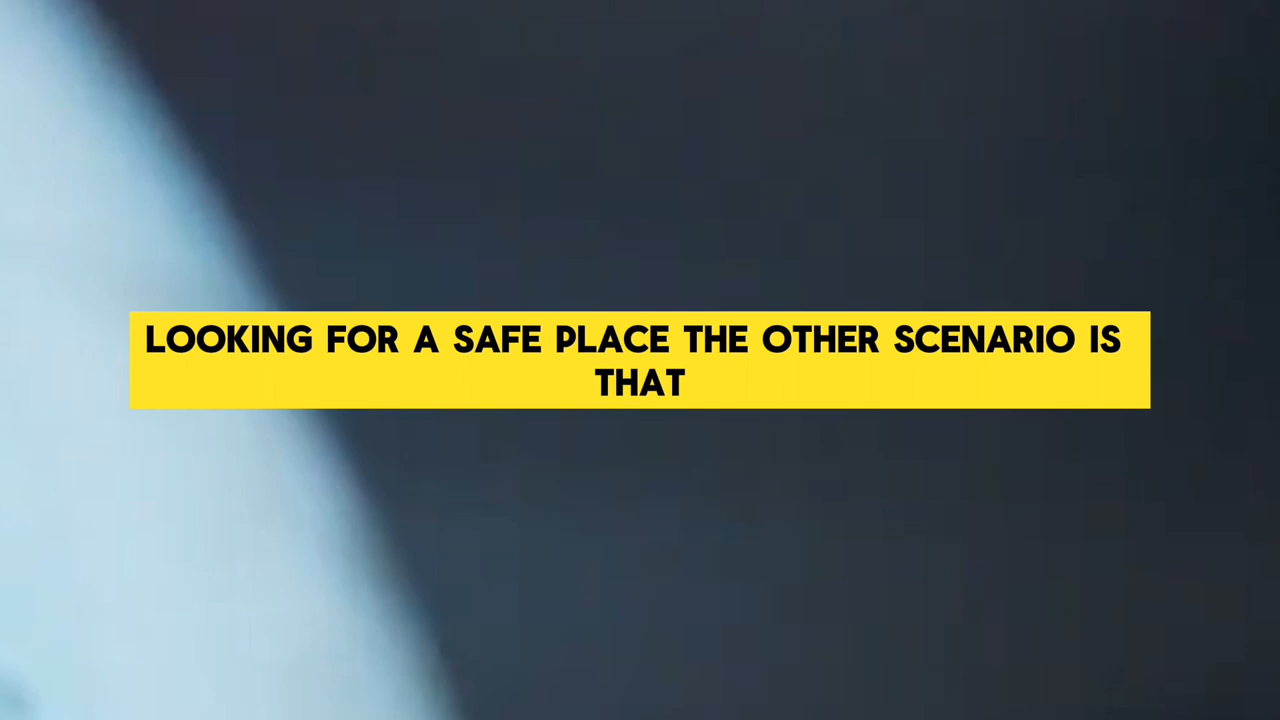 LOOKING FOR A SAFE PLACE THE OTHER SCENARIO IS
THAT